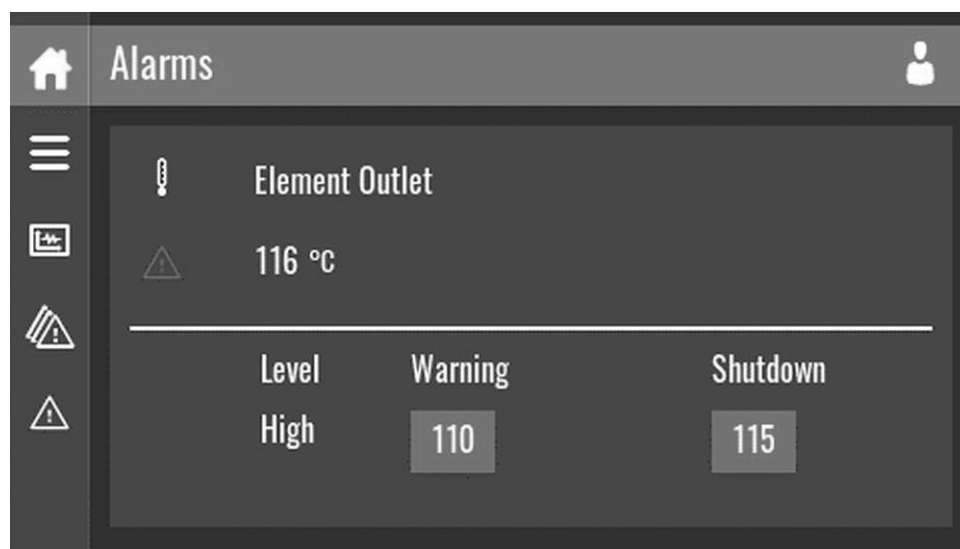 Alarms
Element Outlet
116 °C
Level Warning Shutdown
High 110 115